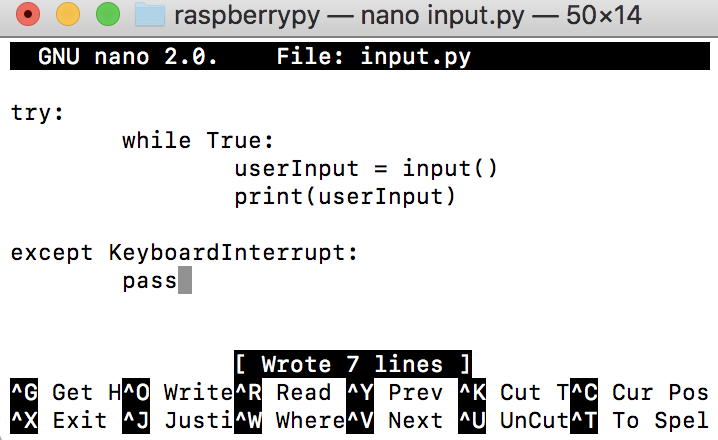 raspberrypy — nano input.py — 50×14
GNU nano 2.0.    File: input.py
try:
        while True:
                userInput = input()
                print(userInput)
except KeyboardInterrupt:
        pass
[ Wrote 7 lines ]
^G Get H^O Write^R Read ^Y Prev ^K Cut T^C Cur Pos
^X Exit ^J Justi^W Where^V Next ^U UnCut^T To Spel